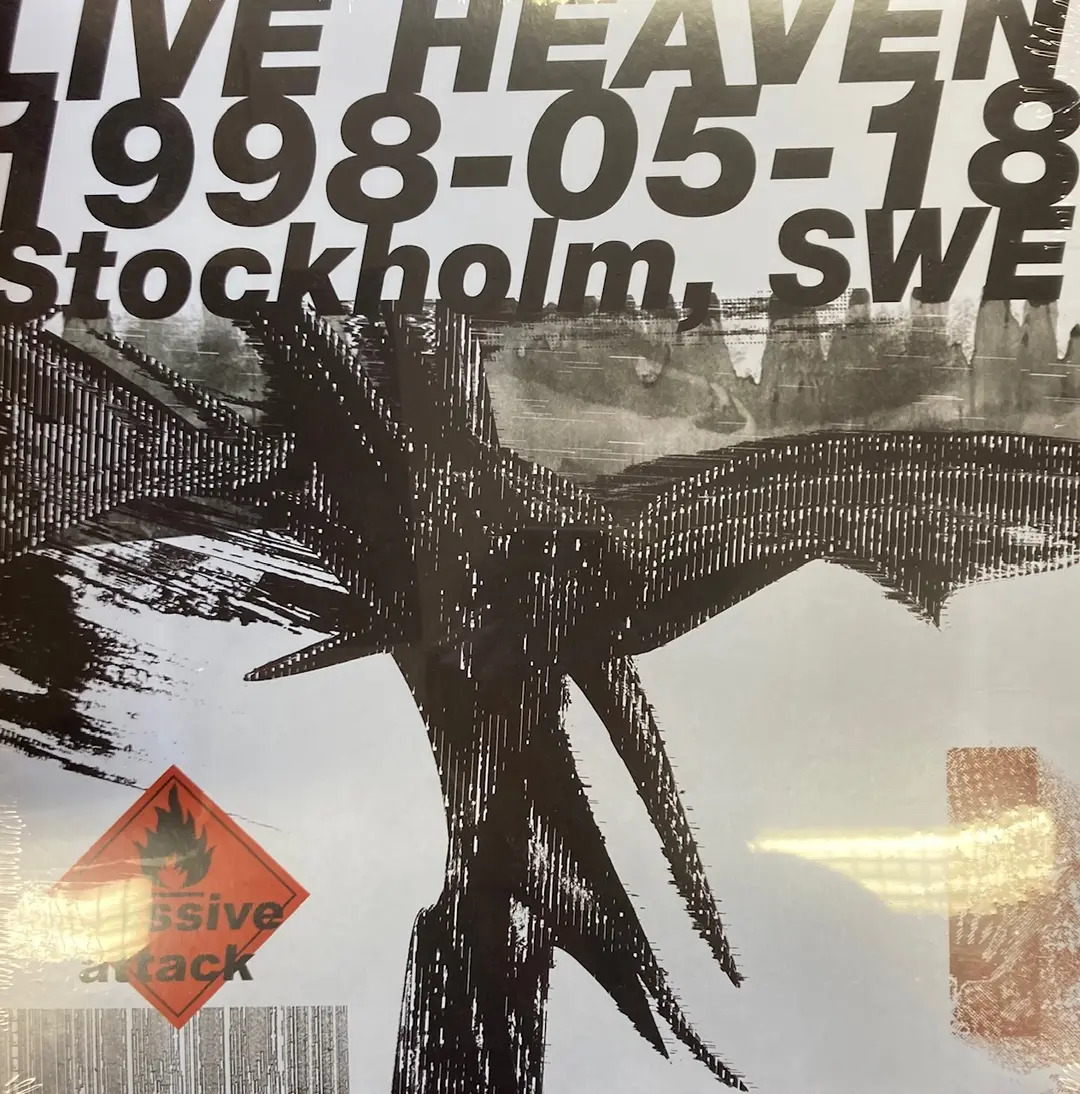 LIVE HEAVEN
1998-05-18
Stockholm, SWE
ssive
attack